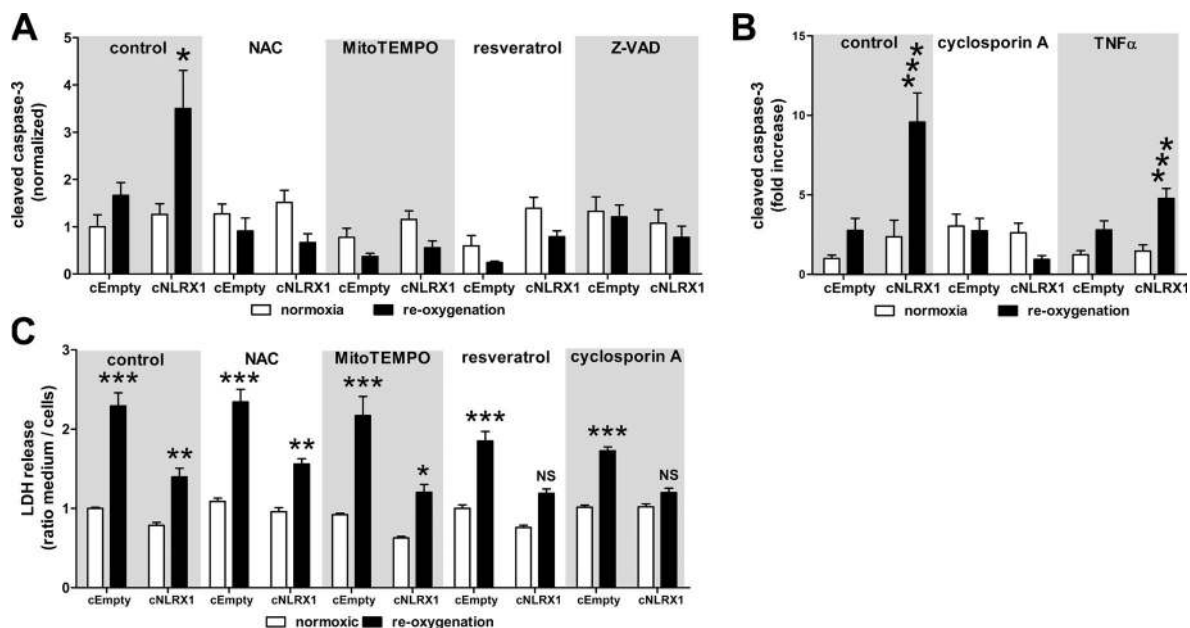 A
control NAC MitoTEMPO resveratrol Z-VAD
*
cleaved caspase-3
(normalized)
5
4
3
2
1
0
cEmpty cNLRX1 cEmpty cNLRX1 cEmpty cNLRX1 cEmpty cNLRX1 cEmpty cNLRX1
normoxia re-oxygenation
B
control cyclosporin A TNFα
***
***
cleaved caspase-3
(fold increase)
15
10
5
0
cEmpty cNLRX1 cEmpty cNLRX1 cEmpty cNLRX1
normoxia re-oxygenation
C
control NAC MitoTEMPO resveratrol cyclosporin A
*** ** *** ** *** * *** NS *** NS
LDH release
(ratio medium / cells)
3
2
1
0
cEmpty cNLRX1 cEmpty cNLRX1 cEmpty cNLRX1 cEmpty cNLRX1 cEmpty cNLRX1
normoxic re-oxygenation